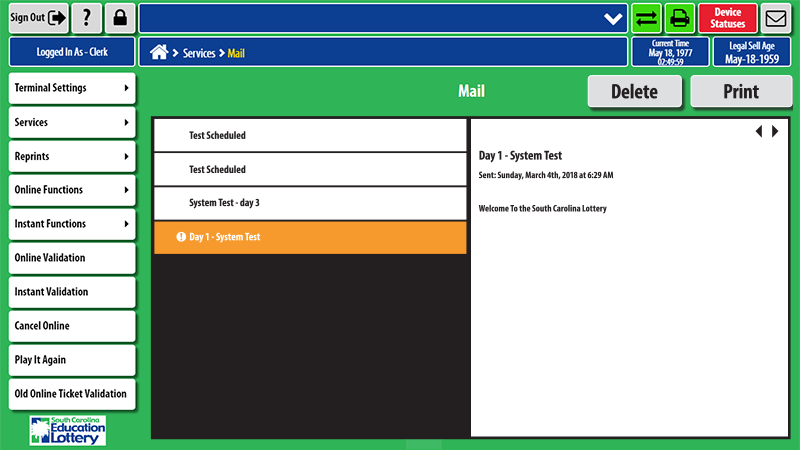 Sign Out
?
Device
Statuses
Logged In As - Clerk
Services
Mail
Current Time
May 18, 1977
02:49:59
Legal Sell Age
May-18-1959
Terminal Settings
Services
Reprints
Online Functions
Instant Functions
Online Validation
Instant Validation
Cancel Online
Play It Again
Old Online Ticket Validation
South Carolina
Education
Lottery
Mail
Delete
Print
Test Scheduled
Test Scheduled
System Test - day 3
Day 1 - System Test
Day 1 - System Test
Sent: Sunday, March 4th, 2018 at 6:29 AM
Welcome To the South Carolina Lottery